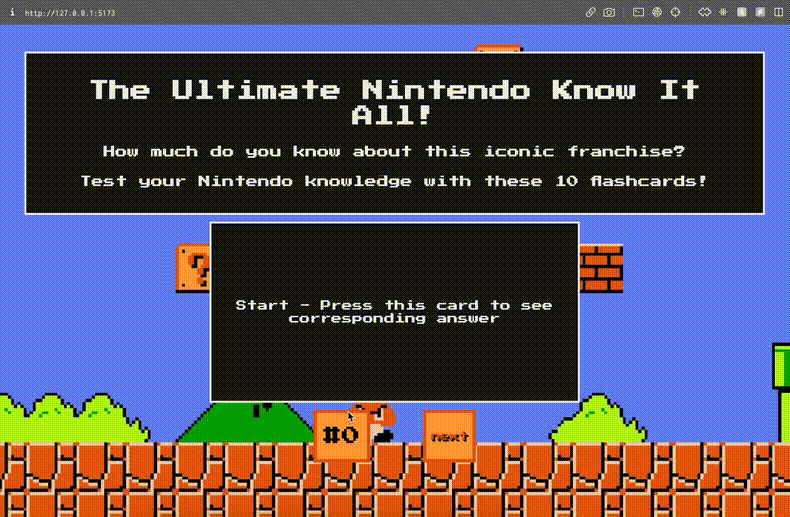 i http://127.0.0.1:5173
The Ultimate Nintendo Know It
All!
How much do you know about this iconic franchise?
Test your Nintendo knowledge with these 10 flashcards!
?
Start - Press this card to see
corresponding answer
#0
next